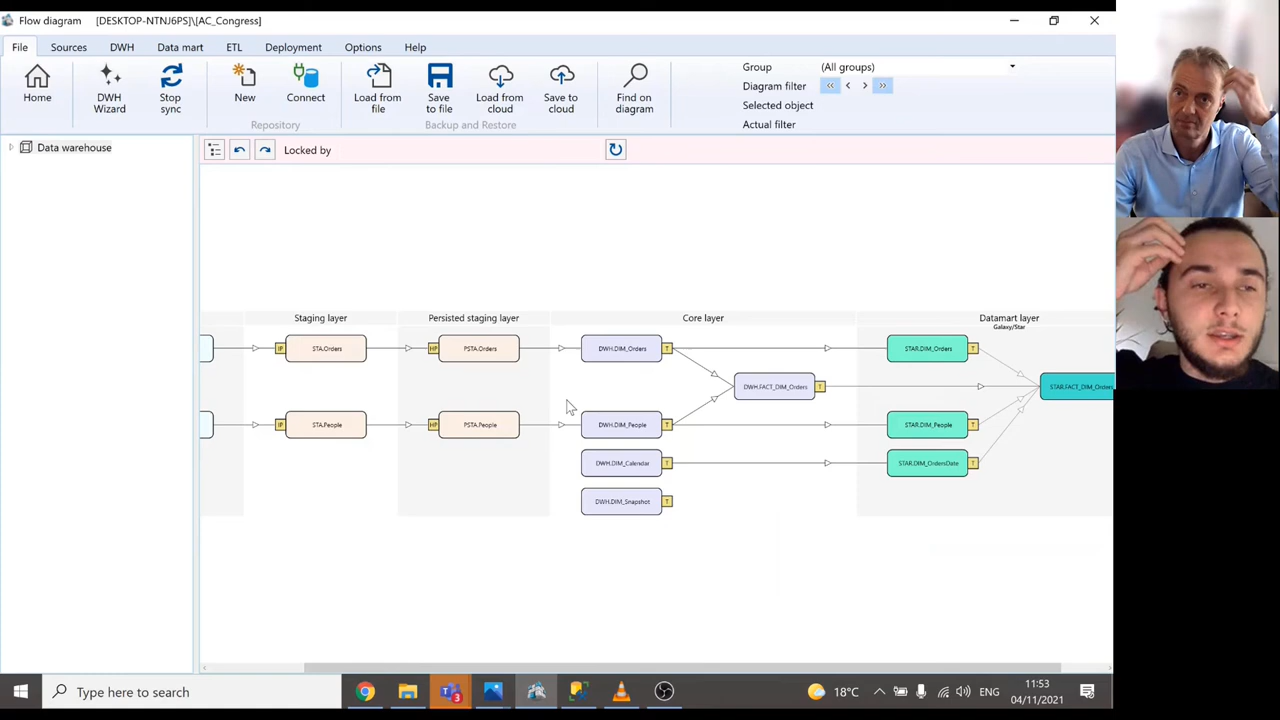 Flow diagram [DESKTOP-NTNJ6PS]\[AC_Congress]
File Sources DWH Data mart ETL Deployment Options Help
Home
DWH Wizard
Stop sync
New
Connect
Repository
Load from file
Save to file
Load from cloud
Save to cloud
Backup and Restore
Find on diagram
Group (All groups)
Diagram filter
Selected object
Actual filter
Data warehouse
Locked by
Staging layer Persisted staging layer Core layer Datamart layer
Galaxy/Star
IP STA.Orders HP PSTA.Orders DWH.DIM_Orders T STAR.DIM_Orders T
DWH.FACT_DIM_Orders T STAR.FACT_DIM_Orders
IP STA.People HP PSTA.People DWH.DIM_People T STAR.DIM_People T
DWH.DIM_Calendar T STAR.DIM_OrdersDate T
DWH.DIM_Snapshot T
Type here to search
3
18°C
ENG
11:53
04/11/2021